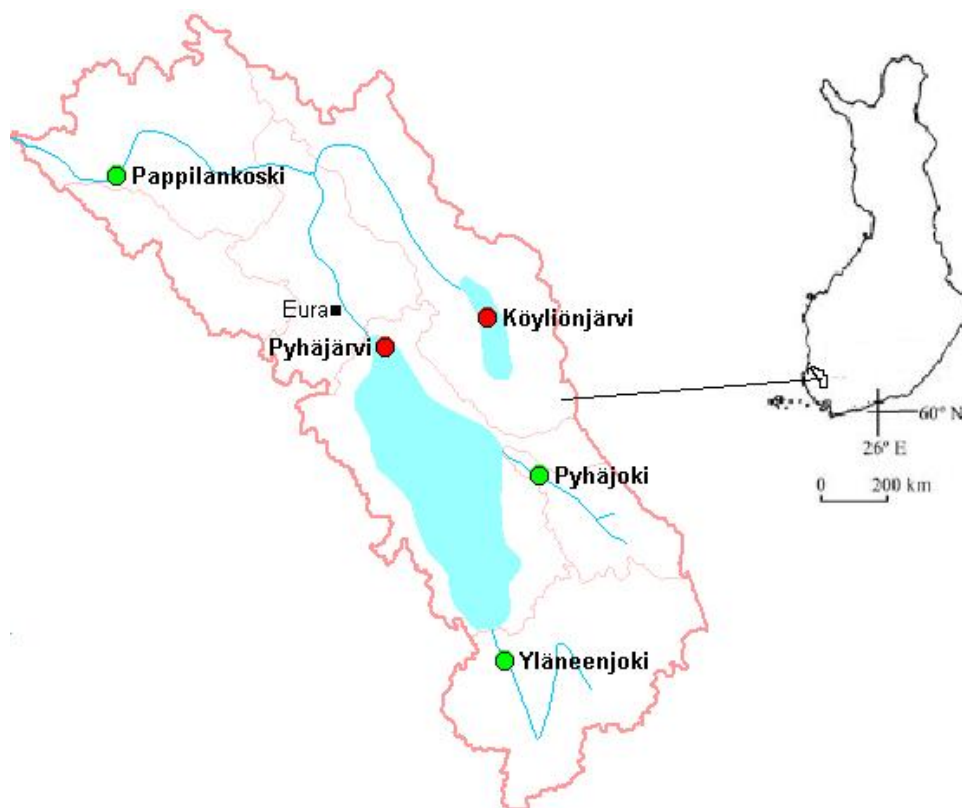 Pappilankoski
Eura
Köyliönjärvi
Pyhäjärvi
60° N
26° E
Pyhäjoki
0 200 km
Yläneenjoki